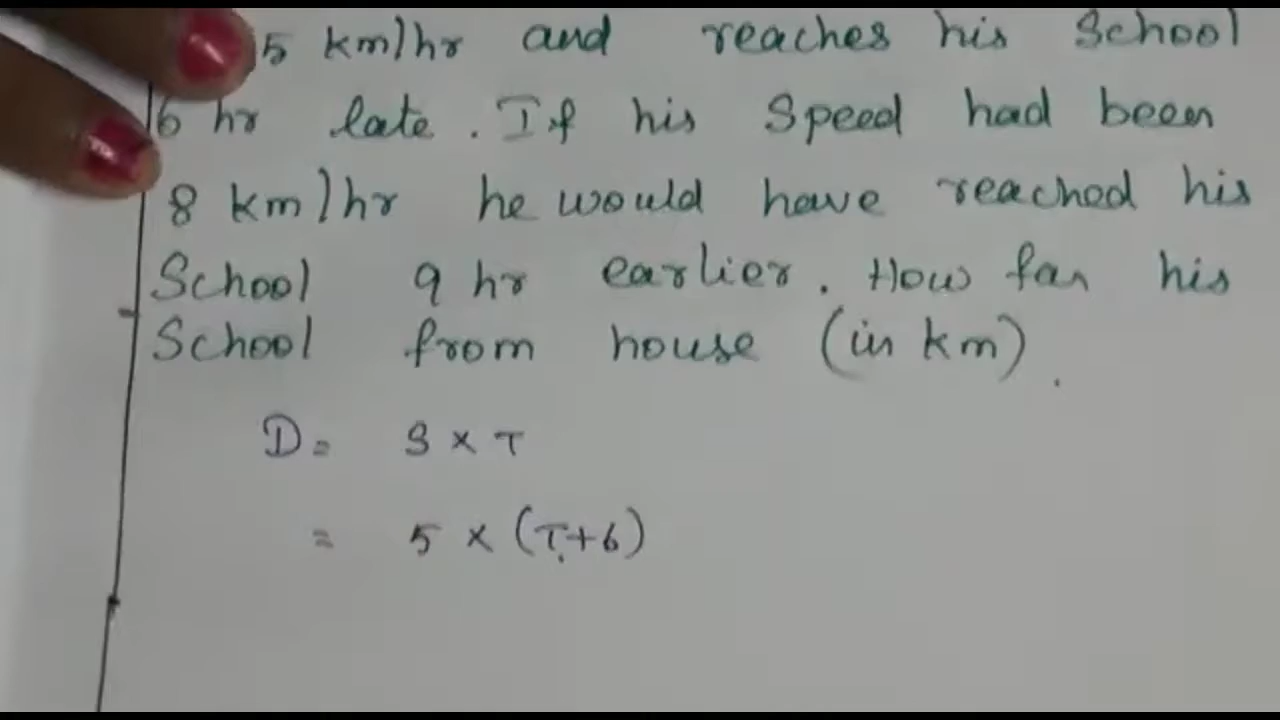 5 km/hr and reaches his School
6 hr late. If his Speed had been
8 km/hr he would have reached his
School 9 hr earlier. How far his
School from house (in km).
D = S × T
= 5 × (T+6)